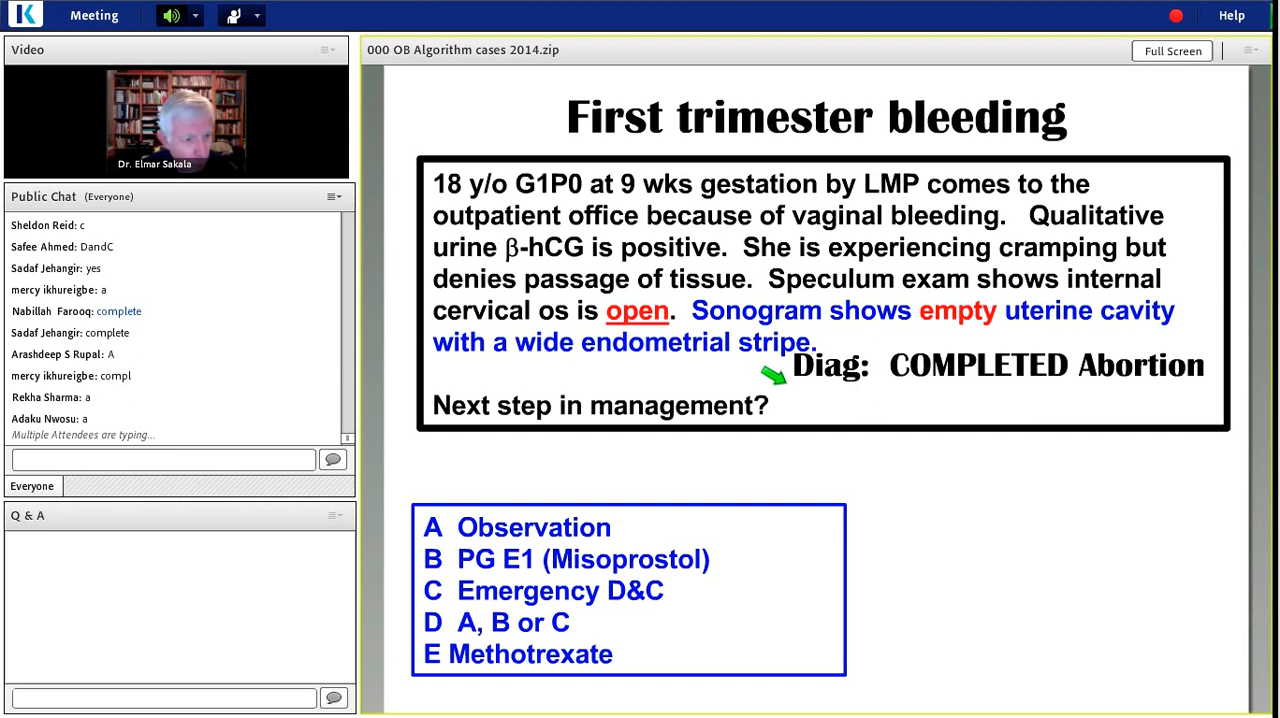 K Meeting Help
Video
Dr. Elmar Sakala
Public Chat (Everyone)
Sheldon Reid: c
Safee Ahmed: DandC
Sadaf Jehangir: yes
mercy ikhureigbe: a
Nabillah Farooq: complete
Sadaf Jehangir: complete
Arashdeep S Rupal: A
mercy ikhureigbe: compl
Rekha Sharma: a
Adaku Nwosu: a
Multiple Attendees are typing...
Everyone
Q & A
000 OB Algorithm cases 2014.zip
Full Screen
First trimester bleeding
18 y/o G1P0 at 9 wks gestation by LMP comes to the
outpatient office because of vaginal bleeding. Qualitative
urine β-hCG is positive. She is experiencing cramping but
denies passage of tissue. Speculum exam shows internal
cervical os is open. Sonogram shows empty uterine cavity
with a wide endometrial stripe.
Diag: COMPLETED Abortion
Next step in management?
A Observation
B PG E1 (Misoprostol)
C Emergency D&C
D A, B or C
E Methotrexate